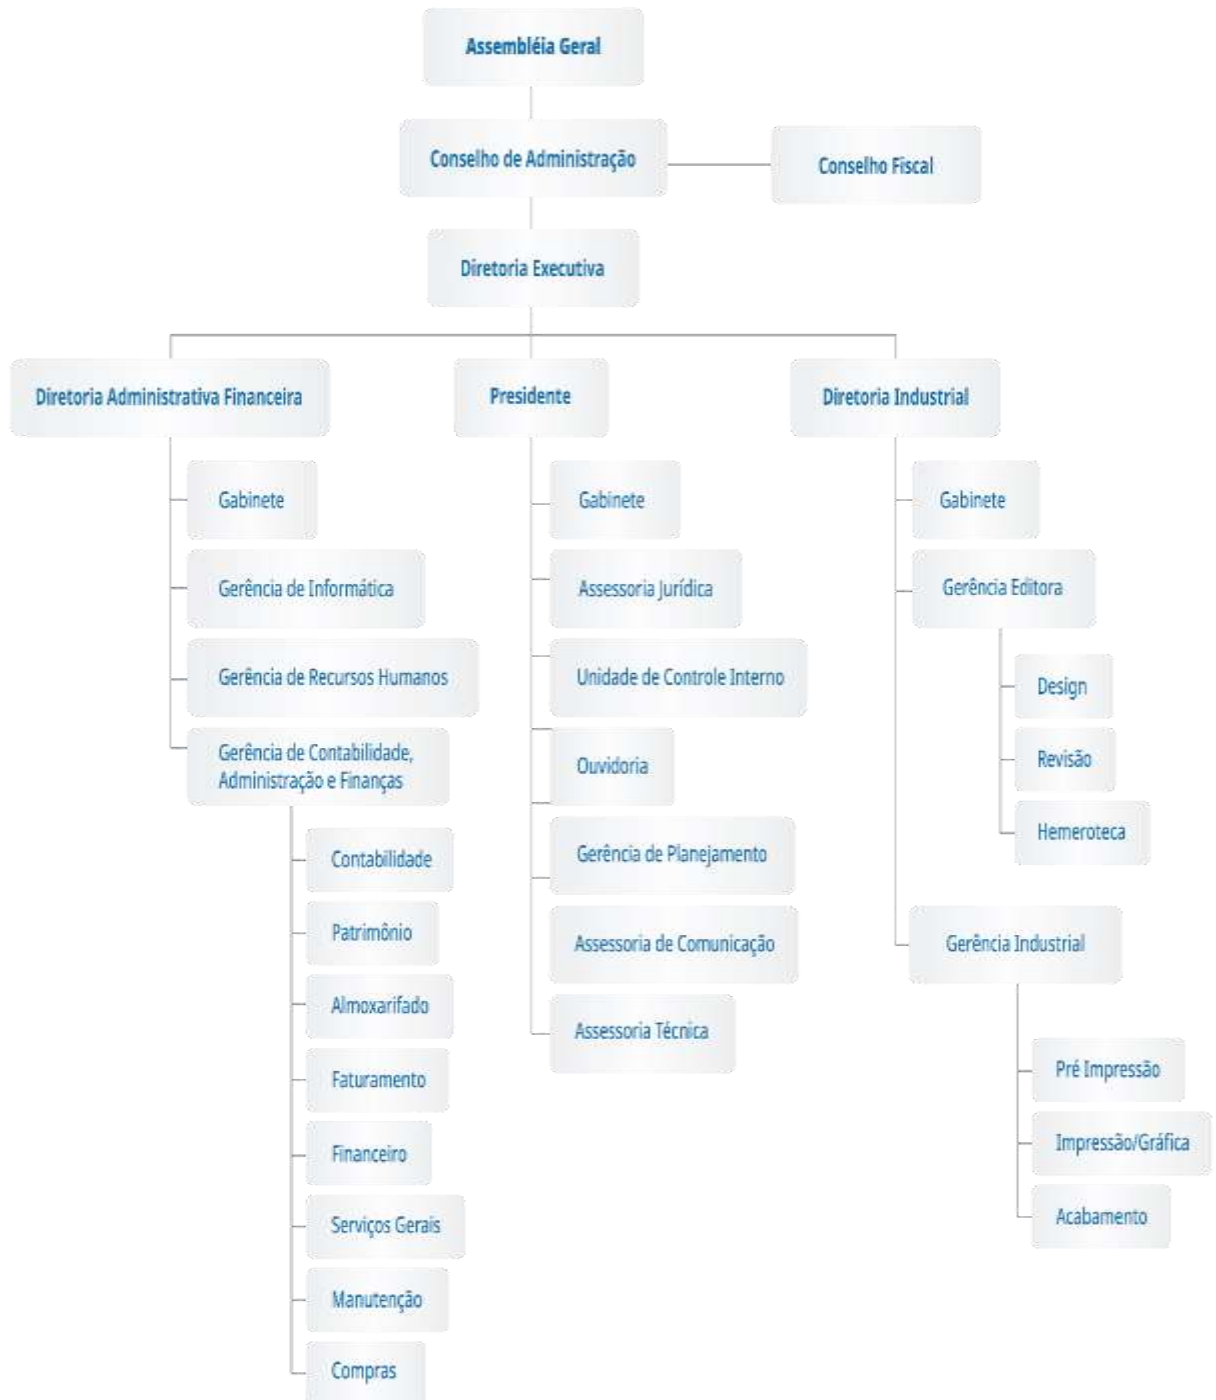 Assembléia Geral
Conselho de Administração
Conselho Fiscal
Diretoria Executiva
Diretoria Administrativa Financeira
Gabinete
Gerência de Informática
Gerência de Recursos Humanos
Gerência de Contabilidade,
Administração e Finanças
Contabilidade
Patrimônio
Almoxarifado
Faturamento
Financeiro
Serviços Gerais
Manutenção
Compras
Presidente
Gabinete
Assessoria Jurídica
Unidade de Controle Interno
Ouvidoria
Gerência de Planejamento
Assessoria de Comunicação
Assessoria Técnica
Diretoria Industrial
Gabinete
Gerência Editora
Design
Revisão
Hemeroteca
Gerência Industrial
Pré Impressão
Impressão/Gráfica
Acabamento